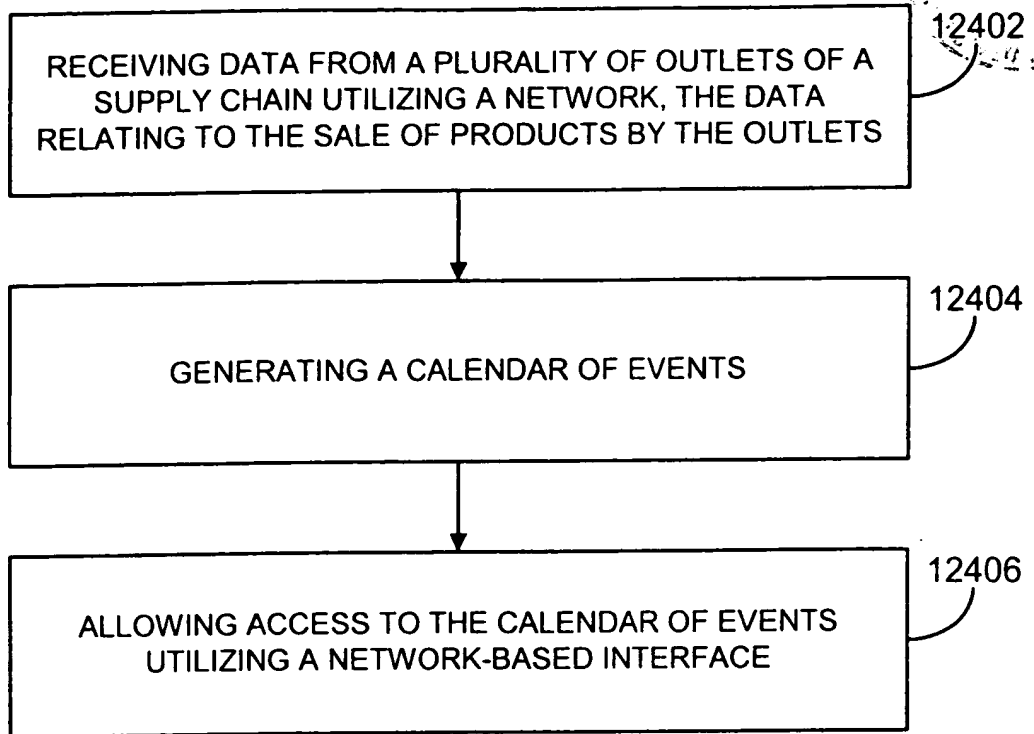 12402
RECEIVING DATA FROM A PLURALITY OF OUTLETS OF A
SUPPLY CHAIN UTILIZING A NETWORK, THE DATA
RELATING TO THE SALE OF PRODUCTS BY THE OUTLETS
12404
GENERATING A CALENDAR OF EVENTS
12406
ALLOWING ACCESS TO THE CALENDAR OF EVENTS
UTILIZING A NETWORK-BASED INTERFACE